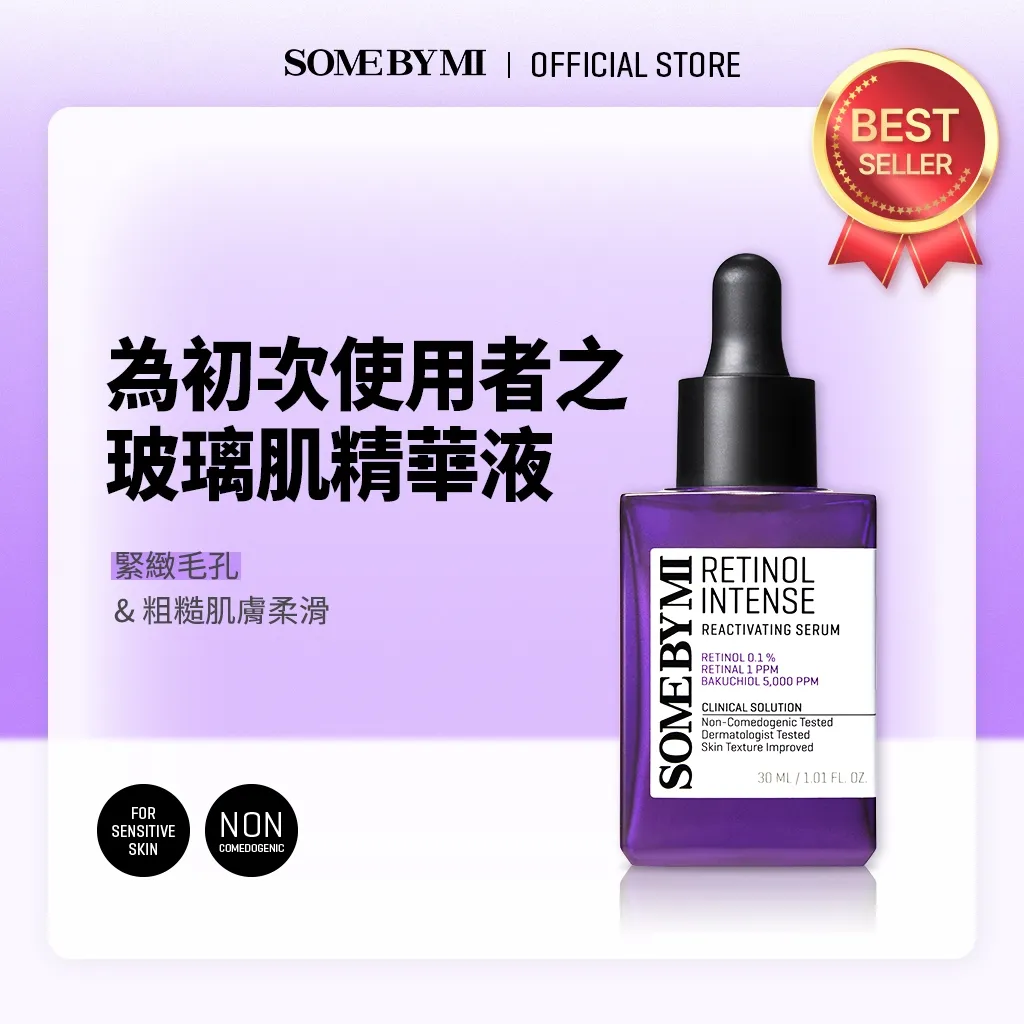 SOME BY MI | OFFICIAL STORE
BEST
SELLER
為初次使用者之
玻璃肌精華液
緊緻毛孔
& 粗糙肌膚柔滑
SOME BY MI
RETINOL
INTENSE
REACTIVATING SERUM
RETINOL 0.1 %
RETINAL 1 PPM
BAKUCHIOL 5,000 PPM
CLINICAL SOLUTION
Non-Comedogenic Tested
Dermatologist Tested
Skin Texture Improved
30 ML / 1.01 FL. OZ.
FOR
SENSITIVE
SKIN
NON
COMEDOGENIC